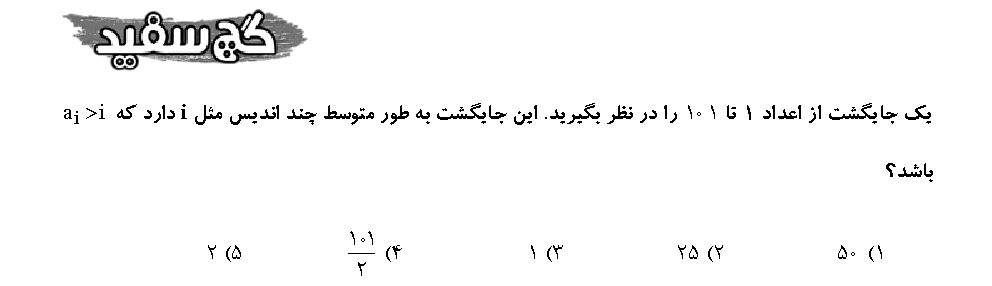 گچ سفید
یک جایگشت از اعداد ۱ تا ۱۰۱ را در نظر بگیرید. این جایگشت به طور متوسط چند اندیس مثل i دارد که a_i >i
باشد؟
۱) ۵۰ ۲) ۲۵ ۳) ۱ ۴) ۱۰۱/۲ ۵) ۲